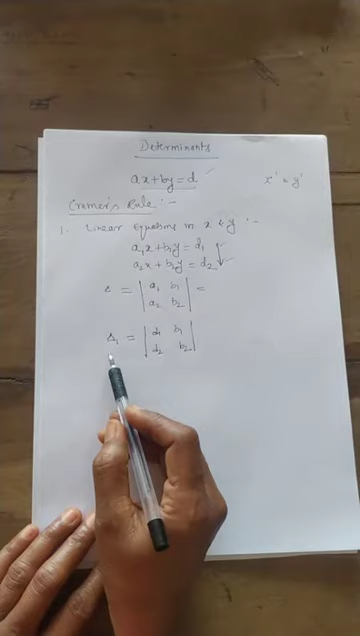 Determinants
ax+by=d
x' & y'
Cramer's Rule :-
1. Linear Equations in x & y :-
a₁x+b₁y=d₁
a₂x+b₂y=d₂
Δ = | a₁ b₁ | =
| a₂ b₂ |
Δ₁ = | d₁ b₁ |
| d₂ b₂ |